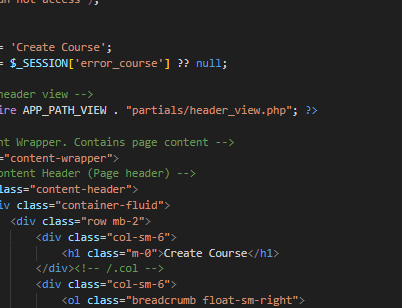 un not access');
= 'Create Course';
= $_SESSION['error_course'] ?? null;
header view -->
ire APP_PATH_VIEW . "partials/header_view.php"; ?>
nt Wrapper. Contains page content -->
="content-wrapper">
ontent Header (Page header) -->
lass="content-header">
iv class="container-fluid">
<div class="row mb-2">
<div class="col-sm-6">
<h1 class="m-0">Create Course</h1>
</div><!-- /.col -->
<div class="col-sm-6">
<ol class="breadcrumb float-sm-right">